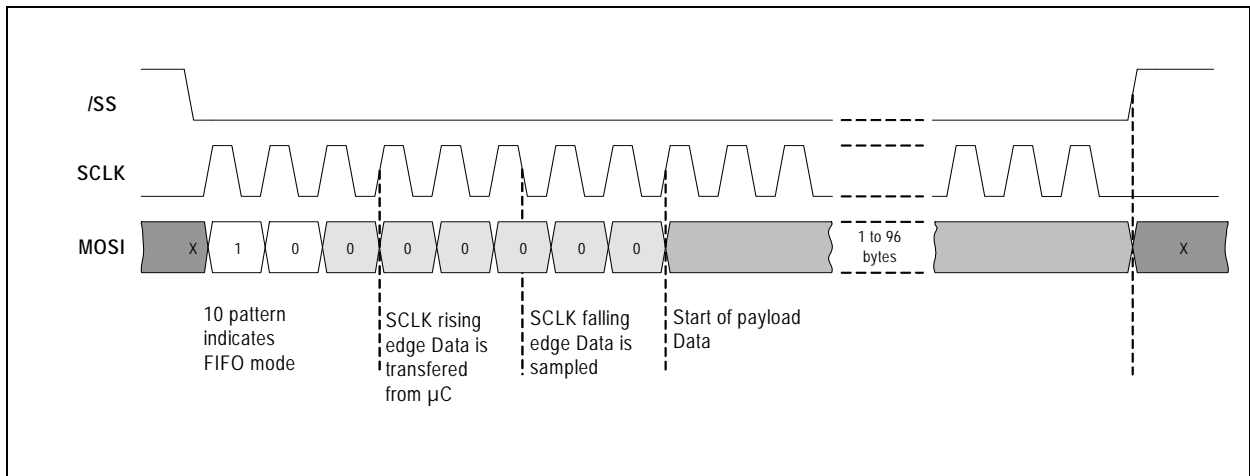 /SS
SCLK
MOSI
X 1 0 0 0 0 0 0 0
1 to 96
bytes
X
10 pattern
indicates
FIFO mode
SCLK rising
edge Data is
transfered
from µC
SCLK falling
edge Data is
sampled
Start of payload
Data